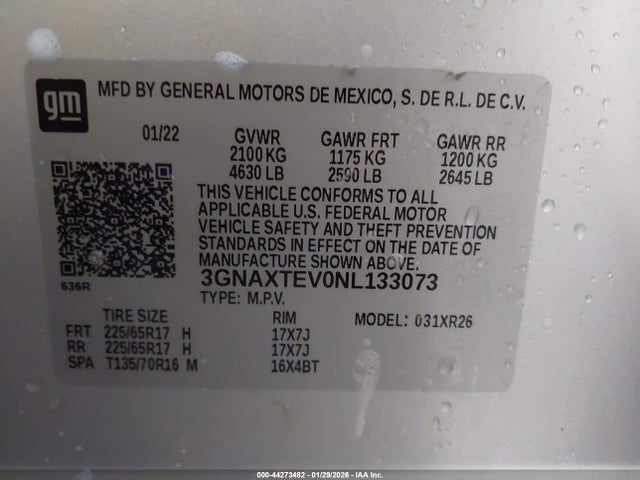 gm
MFD BY GENERAL MOTORS DE MEXICO, S. DE R.L. DE C.V.
01/22 GVWR GAWR FRT GAWR RR
2100 KG 1175 KG 1200 KG
4630 LB 2590 LB 2645 LB
THIS VEHICLE CONFORMS TO ALL
APPLICABLE U.S. FEDERAL MOTOR
VEHICLE SAFETY AND THEFT PREVENTION
STANDARDS IN EFFECT ON THE DATE OF
MANUFACTURE SHOWN ABOVE.
3GNAXTEV0NL133073
636R
TYPE: M.P.V.
TIRE SIZE RIM MODEL: 031XR26
FRT 225/65R17 H 17X7J
RR 225/65R17 H 17X7J
SPA T135/70R16 M 16X4BT
000-44273482 - 01/29/2026 - IAA Inc.